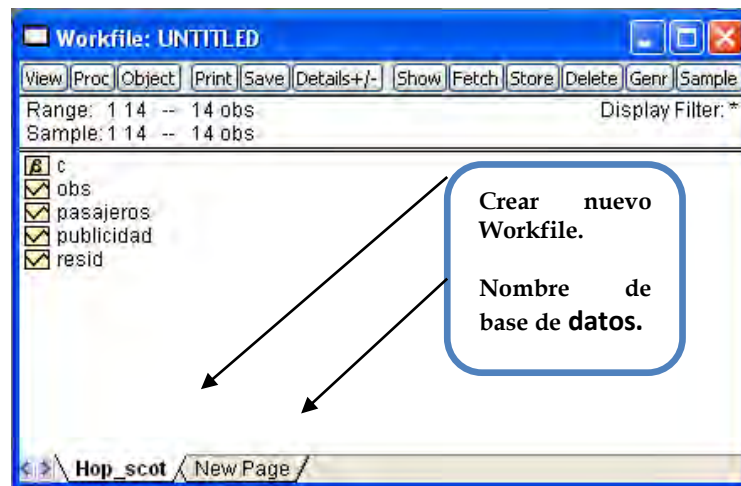 Workfile: UNTITLED
View Proc Object Print Save Details+/- Show Fetch Store Delete Genr Sample
Range: 1 14 -- 14 obs Display Filter: *
Sample: 1 14 -- 14 obs
β c
obs
pasajeros
publicidad
resid
Crear nuevo
Workfile.
Nombre de
base de datos.
Hop_scot New Page